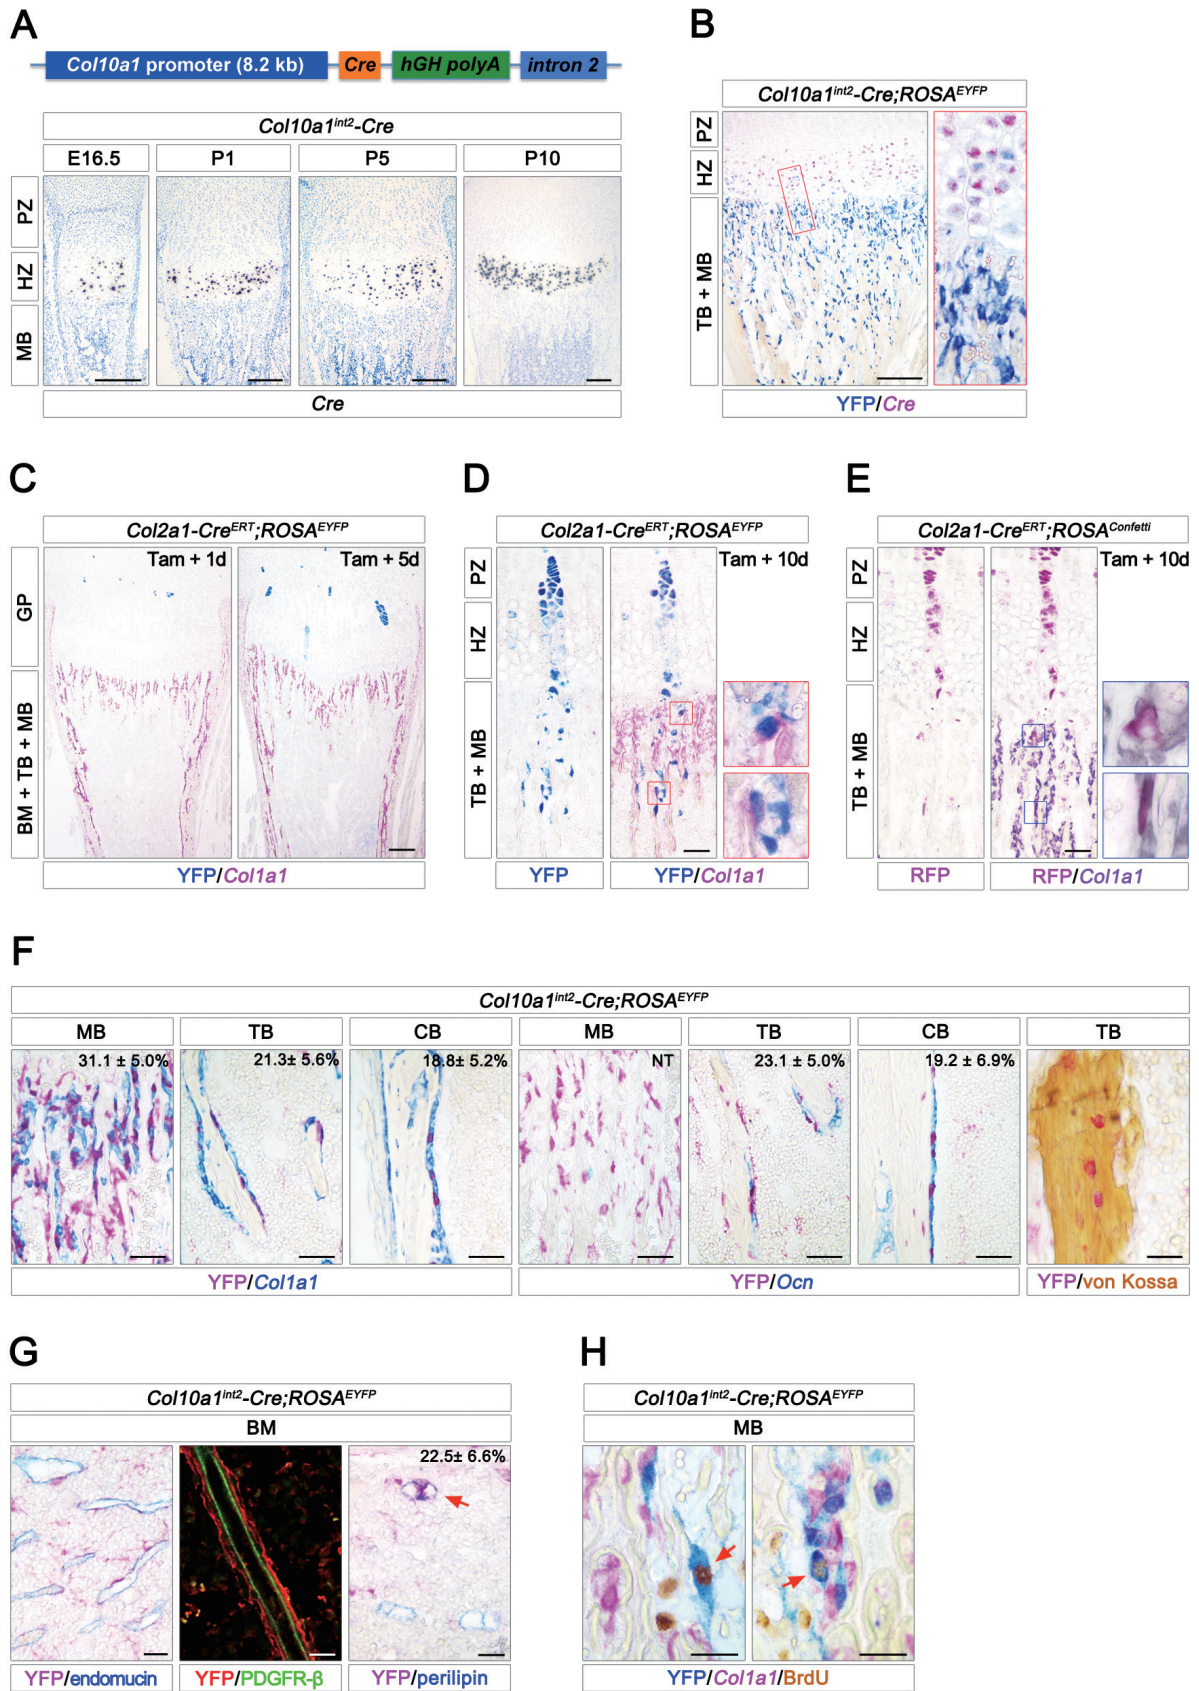 A
Col10a1 promoter (8.2 kb) Cre hGH polyA intron 2
Col10a1int2-Cre
E16.5 P1 P5 P10
PZ
HZ
MB
Cre
B
Col10a1int2-Cre;ROSAEYFP
PZ
HZ
TB + MB
YFP/Cre
C
Col2a1-CreERT;ROSAEYFP
Tam + 1d Tam + 5d
GP
BM + TB + MB
YFP/Col1a1
D
Col2a1-CreERT;ROSAEYFP
Tam + 10d
PZ
HZ
TB + MB
YFP YFP/Col1a1
E
Col2a1-CreERT;ROSAConfetti
Tam + 10d
PZ
HZ
TB + MB
RFP RFP/Col1a1
F
Col10a1int2-Cre;ROSAEYFP
MB TB CB MB TB CB TB
31.1 ± 5.0% 21.3± 5.6% 18.8± 5.2% NT 23.1 ± 5.0% 19.2 ± 6.9%
YFP/Col1a1 YFP/Ocn YFP/von Kossa
G
Col10a1int2-Cre;ROSAEYFP
BM
22.5± 6.6%
YFP/endomucin YFP/PDGFR-β YFP/perilipin
H
Col10a1int2-Cre;ROSAEYFP
MB
YFP/Col1a1/BrdU